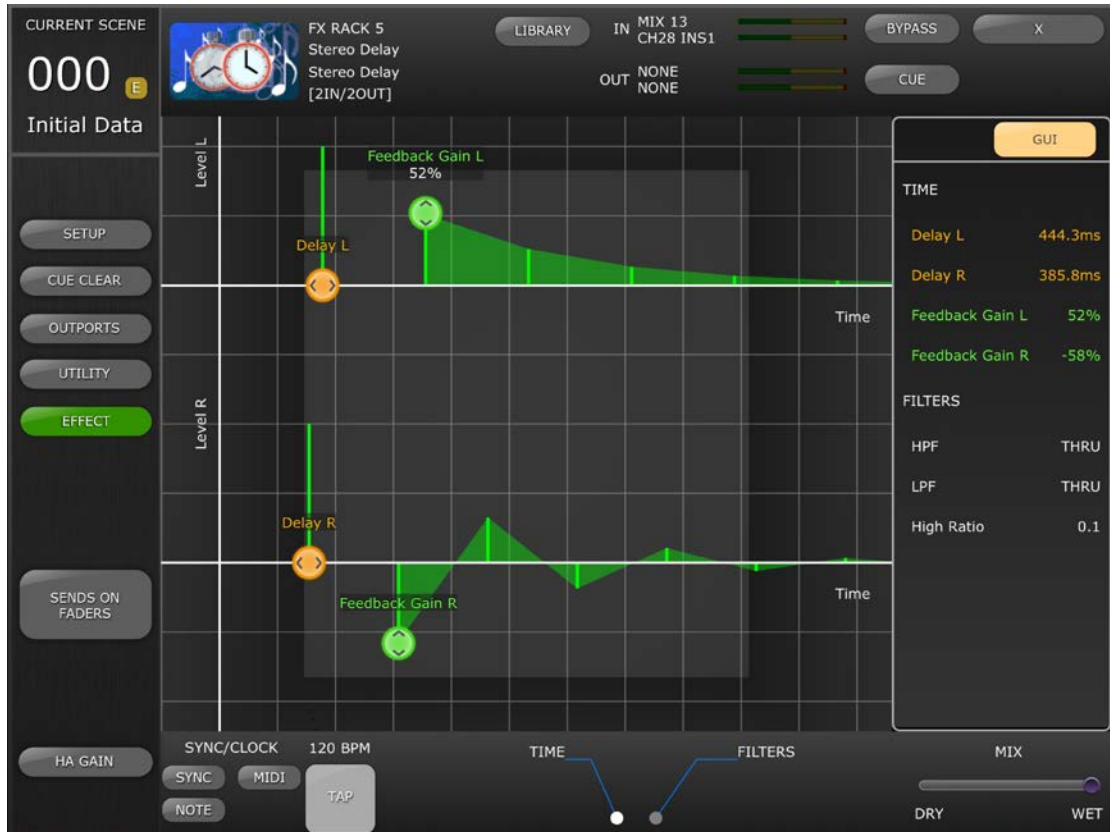 CURRENT SCENE
000 E
Initial Data
SETUP
CUE CLEAR
OUTPORTS
UTILITY
EFFECT
SENDS ON
FADERS
HA GAIN
FX RACK 5
Stereo Delay
Stereo Delay
[2IN/2OUT]
LIBRARY
IN MIX 13
CH28 INS1
OUT NONE
NONE
BYPASS
X
CUE
Level L
Feedback Gain L
52%
Delay L
Time
Level R
Delay R
Feedback Gain R
Time
GUI
TIME
Delay L 444.3ms
Delay R 385.8ms
Feedback Gain L 52%
Feedback Gain R -58%
FILTERS
HPF THRU
LPF THRU
High Ratio 0.1
SYNC/CLOCK 120 BPM
SYNC MIDI
TAP
NOTE
TIME FILTERS
MIX
DRY WET